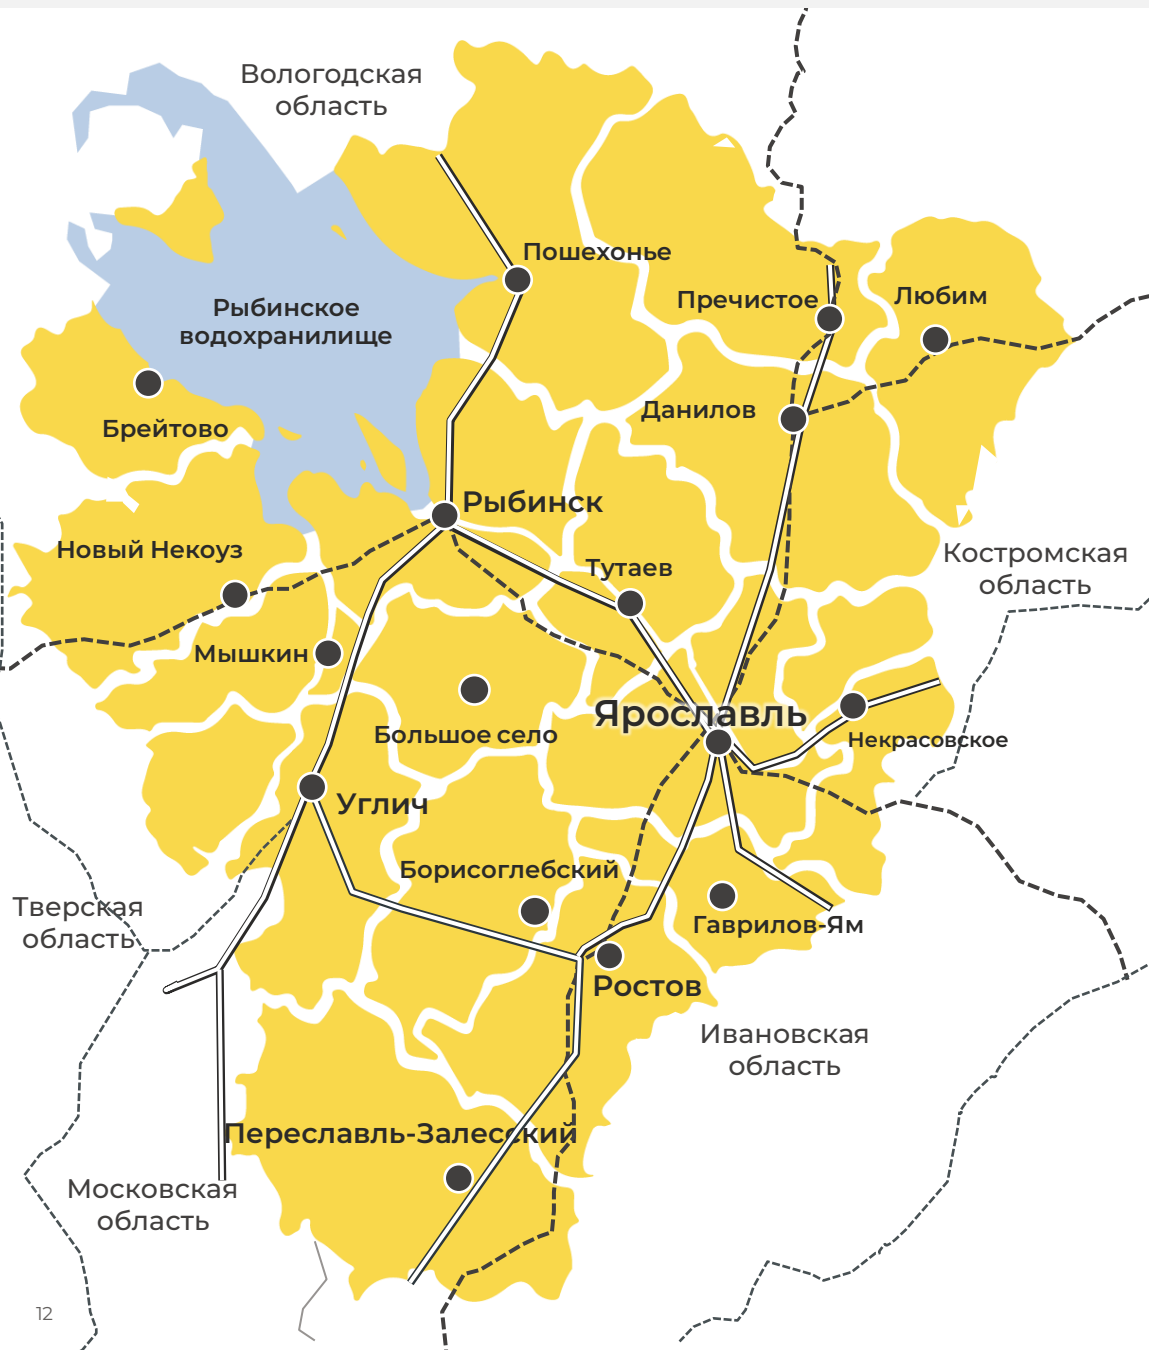 Вологодская
область
Пошехонье
Пречистое
Любим
Рыбинское
водохранилище
Данилов
Брейтово
Рыбинск
Новый Некоуз
Тутаев
Костромская
область
Мышкин
Ярославль
Большое село
Некрасовское
Углич
Борисоглебский
Тверская
область
Гаврилов-Ям
Ростов
Ивановская
область
Переславль-Залесский
Московская
область
12